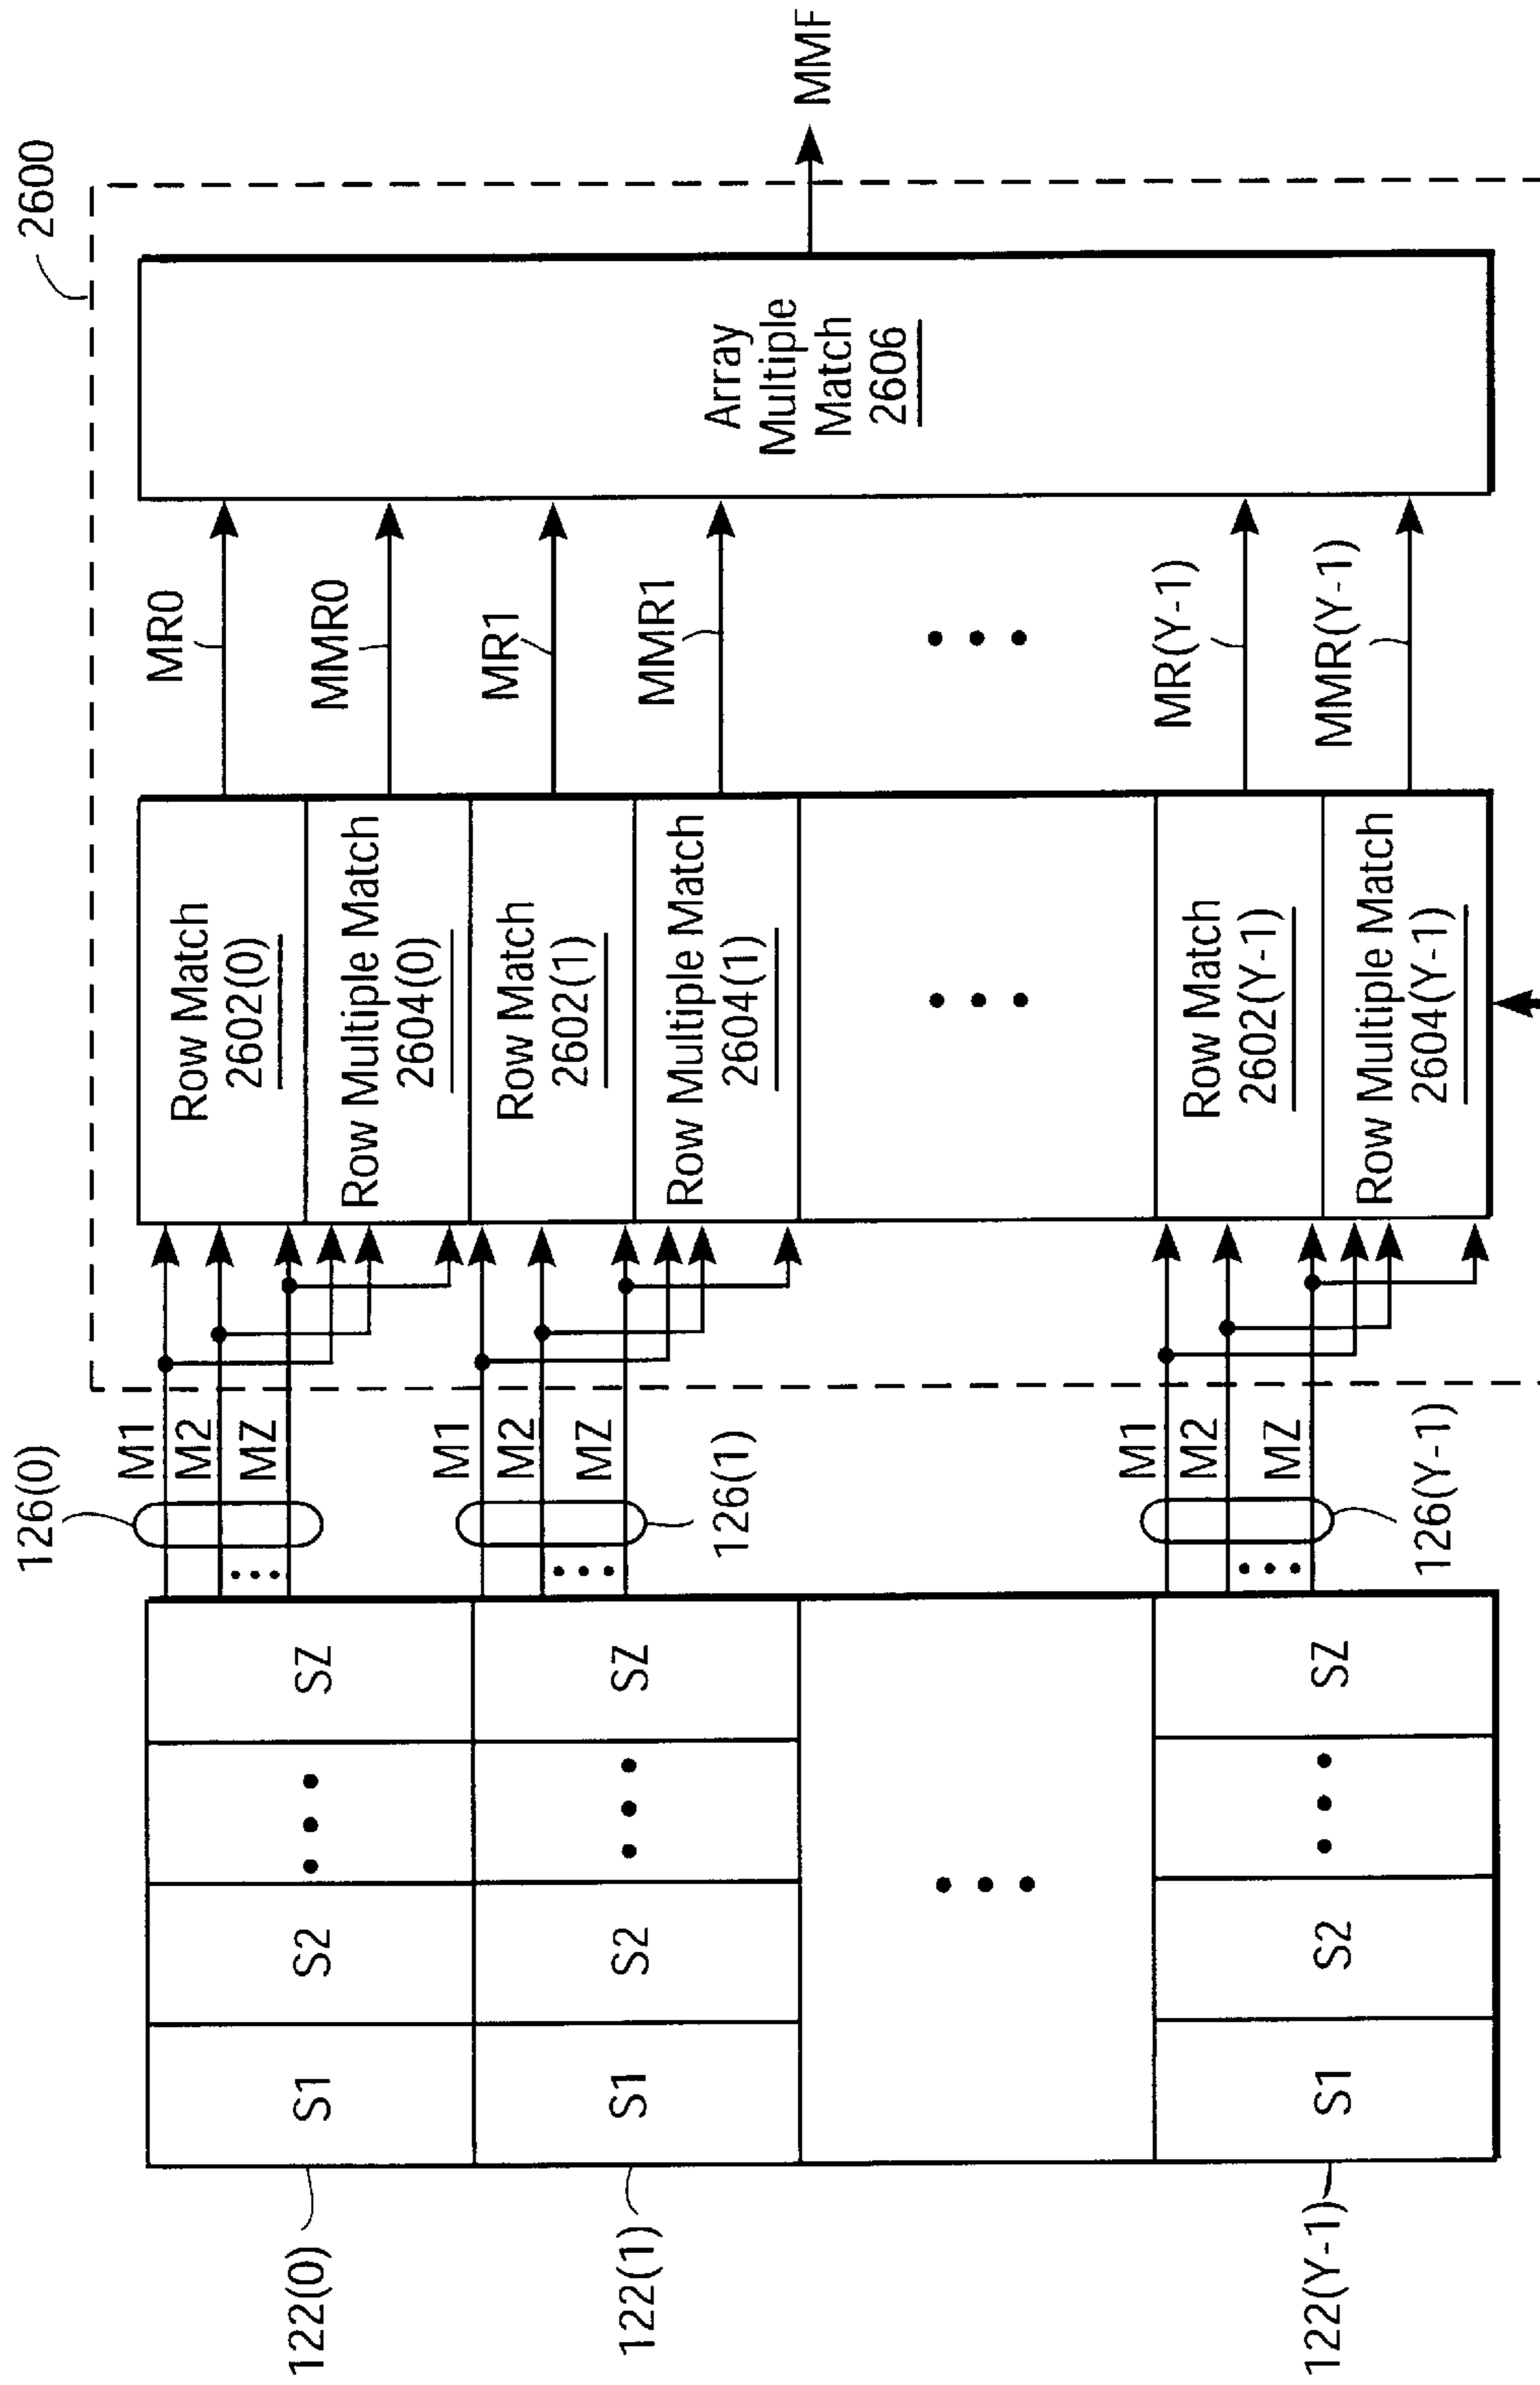 2600
126(0)
M1
M2
MZ
126(1)
M1
M2
MZ
126(Y-1)
M1
M2
MZ
122(0)
S1
S2
SZ
122(1)
S1
S2
SZ
122(Y-1)
S1
S2
SZ
Row Match
2602(0)
Row Multiple Match
2604(0)
Row Match
2602(1)
Row Multiple Match
2604(1)
Row Match
2602(Y-1)
Row Multiple Match
2604(Y-1)
MR0
MMR0
MR1
MMR1
MR(Y-1)
MMR(Y-1)
Array
Multiple
Match
2606
MMF